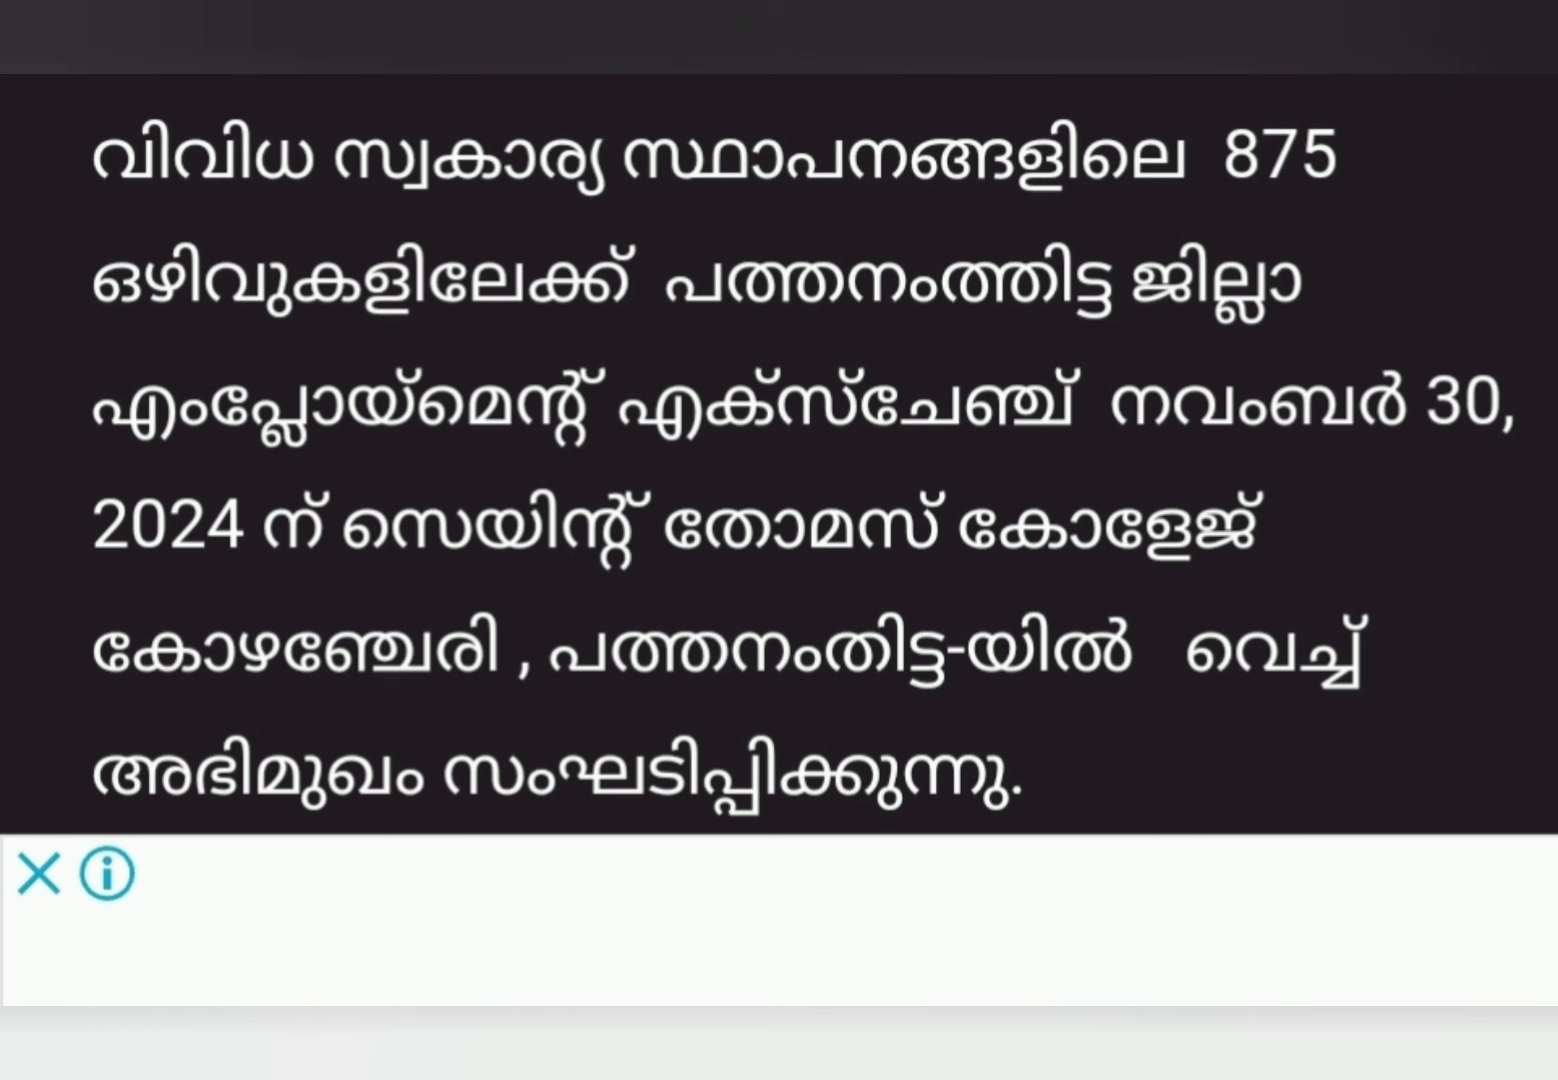 വിവിധ സ്വകാര്യ സ്ഥാപനങ്ങളിലെ 875
ഒഴിവുകളിലേക്ക് പത്തനംത്തിട്ട ജില്ലാ
എംപ്ലോയ്മെന്റ് എക്സ്ചേഞ്ച് നവംബർ 30,
2024 ന് സെയിന്റ് തോമസ് കോളേജ്
കോഴഞ്ചേരി , പത്തനംതിട്ട-യിൽ വെച്ച്
അഭിമുഖം സംഘടിപ്പിക്കുന്നു.